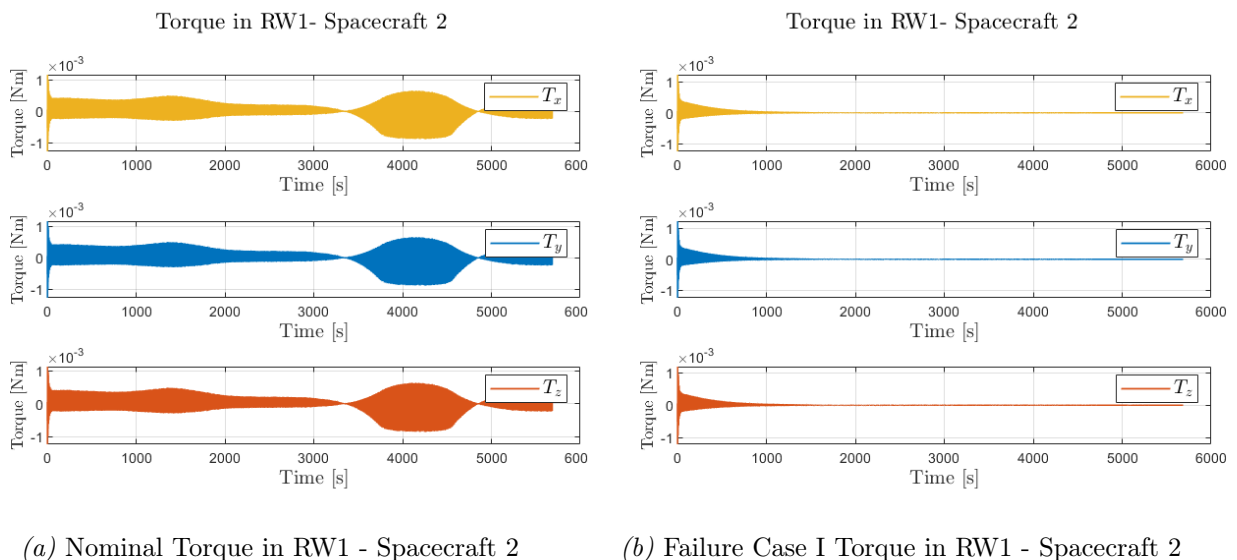 Torque in RW1- Spacecraft 2
×10⁻³
Torque [Nm]
1
0
-1
T_x
0 1000 2000 3000 4000 5000 600
Time [s]
×10⁻³
Torque [Nm]
1
0
-1
T_y
0 1000 2000 3000 4000 5000 600
Time [s]
×10⁻³
Torque [Nm]
1
0
-1
T_z
0 1000 2000 3000 4000 5000 600
Time [s]
(a) Nominal Torque in RW1 - Spacecraft 2
Torque in RW1- Spacecraft 2
×10⁻³
Torque [Nm]
1
0
-1
T_x
0 1000 2000 3000 4000 5000 6000
Time [s]
×10⁻³
Torque [Nm]
1
0
-1
T_y
0 1000 2000 3000 4000 5000 6000
Time [s]
×10⁻³
Torque [Nm]
1
0
-1
T_z
0 1000 2000 3000 4000 5000 6000
Time [s]
(b) Failure Case I Torque in RW1 - Spacecraft 2